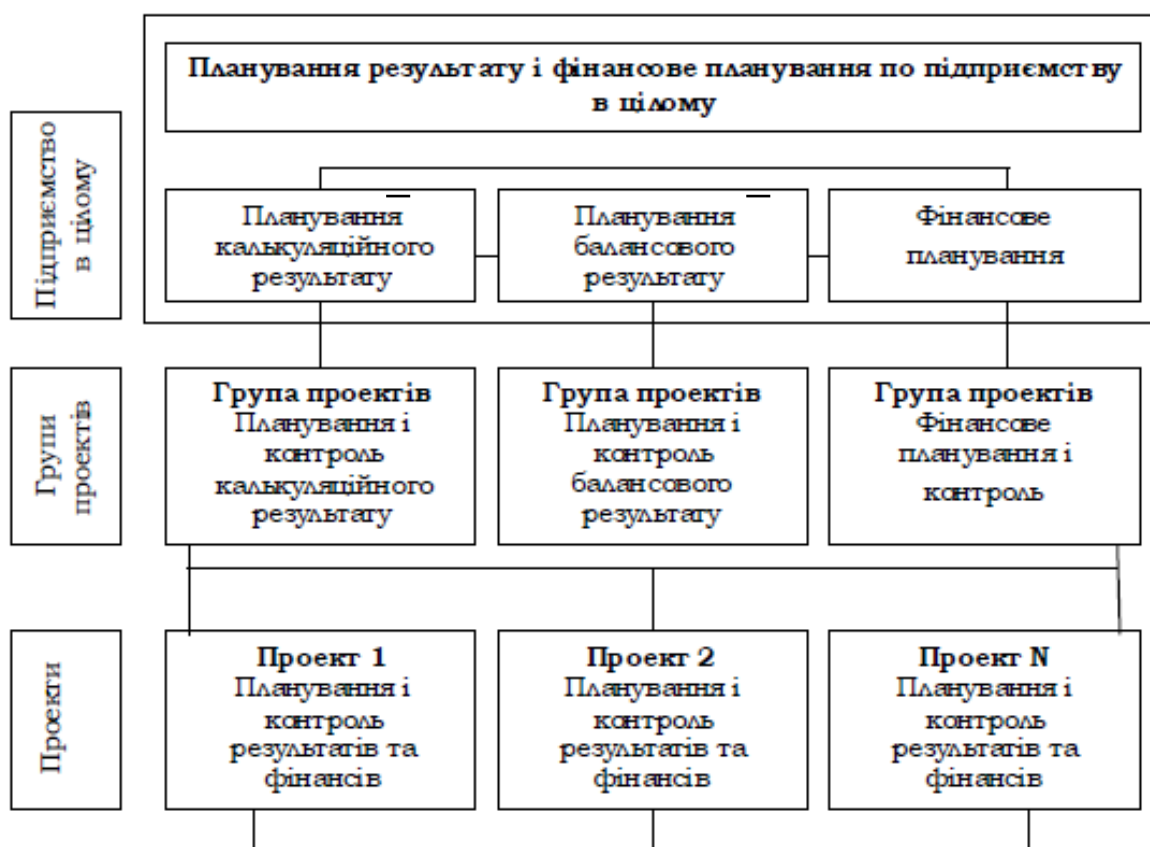 Планування результату і фінансове планування по підприємству
в цілому
Підприємство
в цілому
Планування
калькуляційного
результату
Планування
балансового
результату
Фінансове
планування
Групи
проектів
Група проектів
Планування і
контроль
калькуляційного
результату
Група проектів
Планування і
контроль
балансового
результату
Група проектів
Фінансове
планування і
контроль
Проекти
Проект 1
Планування і
контроль
результатів та
фінансів
Проект 2
Планування і
контроль
результатів та
фінансів
Проект N
Планування і
контроль
результатів та
фінансів